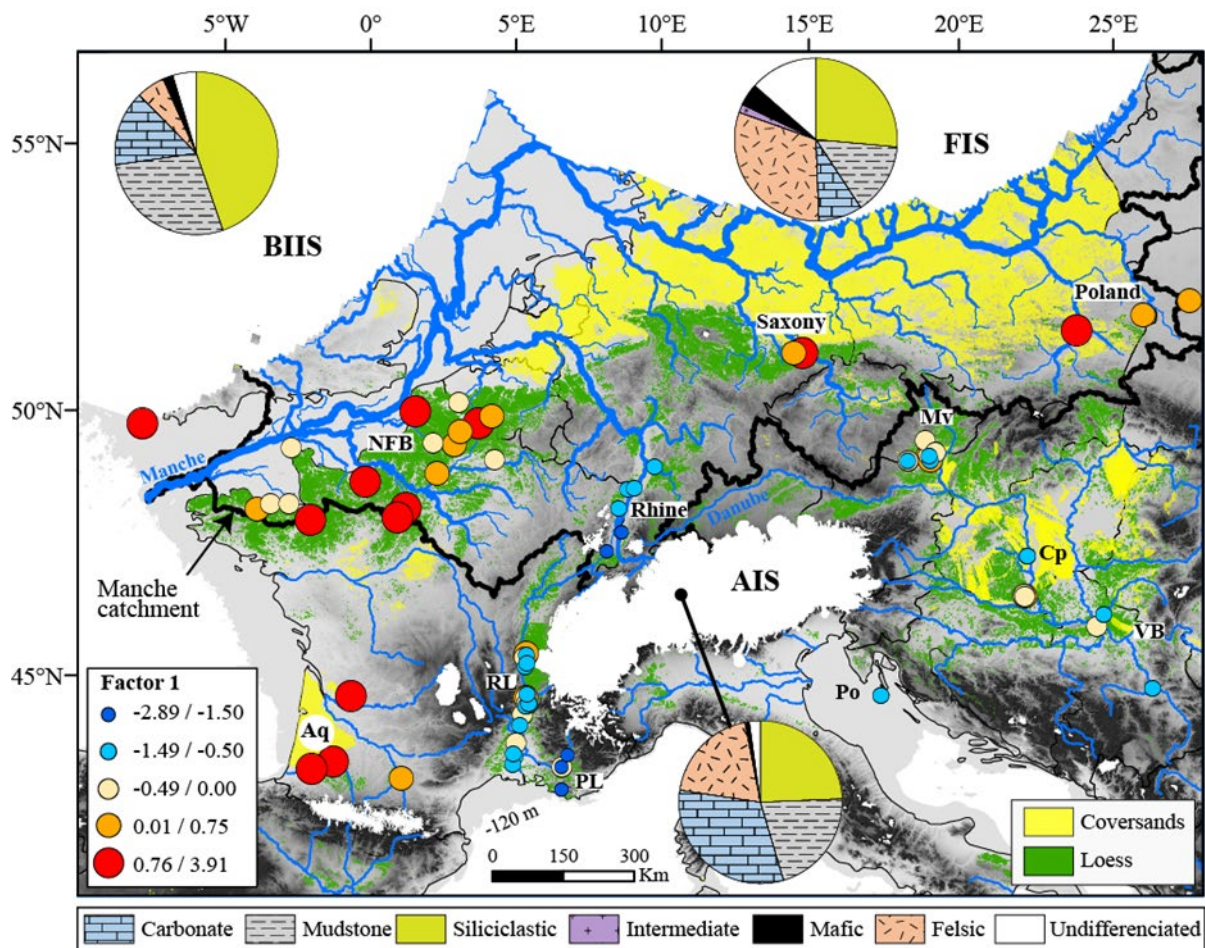 5°W 0° 5°E 10°E 15°E 20°E 25°E
55°N
FIS
BIIS
Poland
Saxony
50°N
Mv
NFB
Manche
Rhine
Danube
Manche
catchment
AIS
Cp
VB
45°N
RL
Po
Aq
PL
-120 m
0 150 300
Km
Factor 1
-2.89 / -1.50
-1.49 / -0.50
-0.49 / 0.00
0.01 / 0.75
0.76 / 3.91
Coversands
Loess
Carbonate Mudstone Siliciclastic Intermediate Mafic Felsic Undifferenciated